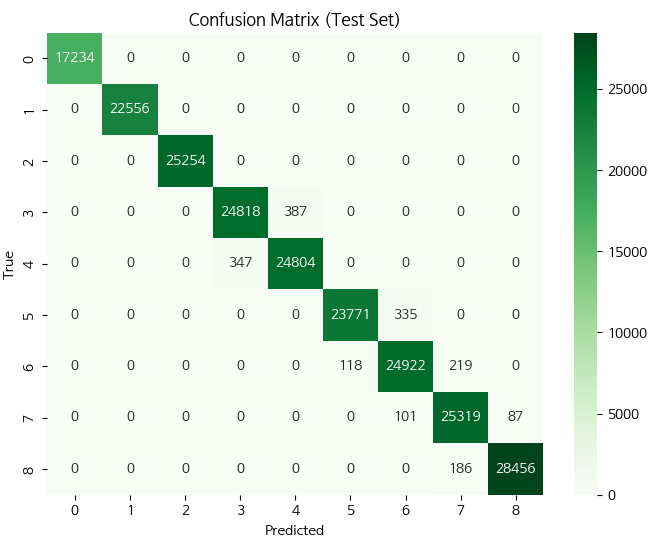 Confusion Matrix (Test Set)
0 17234 0 0 0 0 0 0 0 0
1 0 22556 0 0 0 0 0 0 0
2 0 0 25254 0 0 0 0 0 0
3 0 0 0 24818 387 0 0 0 0
4 0 0 0 347 24804 0 0 0 0
5 0 0 0 0 0 23771 335 0 0
6 0 0 0 0 0 118 24922 219 0
7 0 0 0 0 0 0 101 25319 87
8 0 0 0 0 0 0 0 186 28456
0 1 2 3 4 5 6 7 8
True
Predicted
25000
20000
15000
10000
5000
0